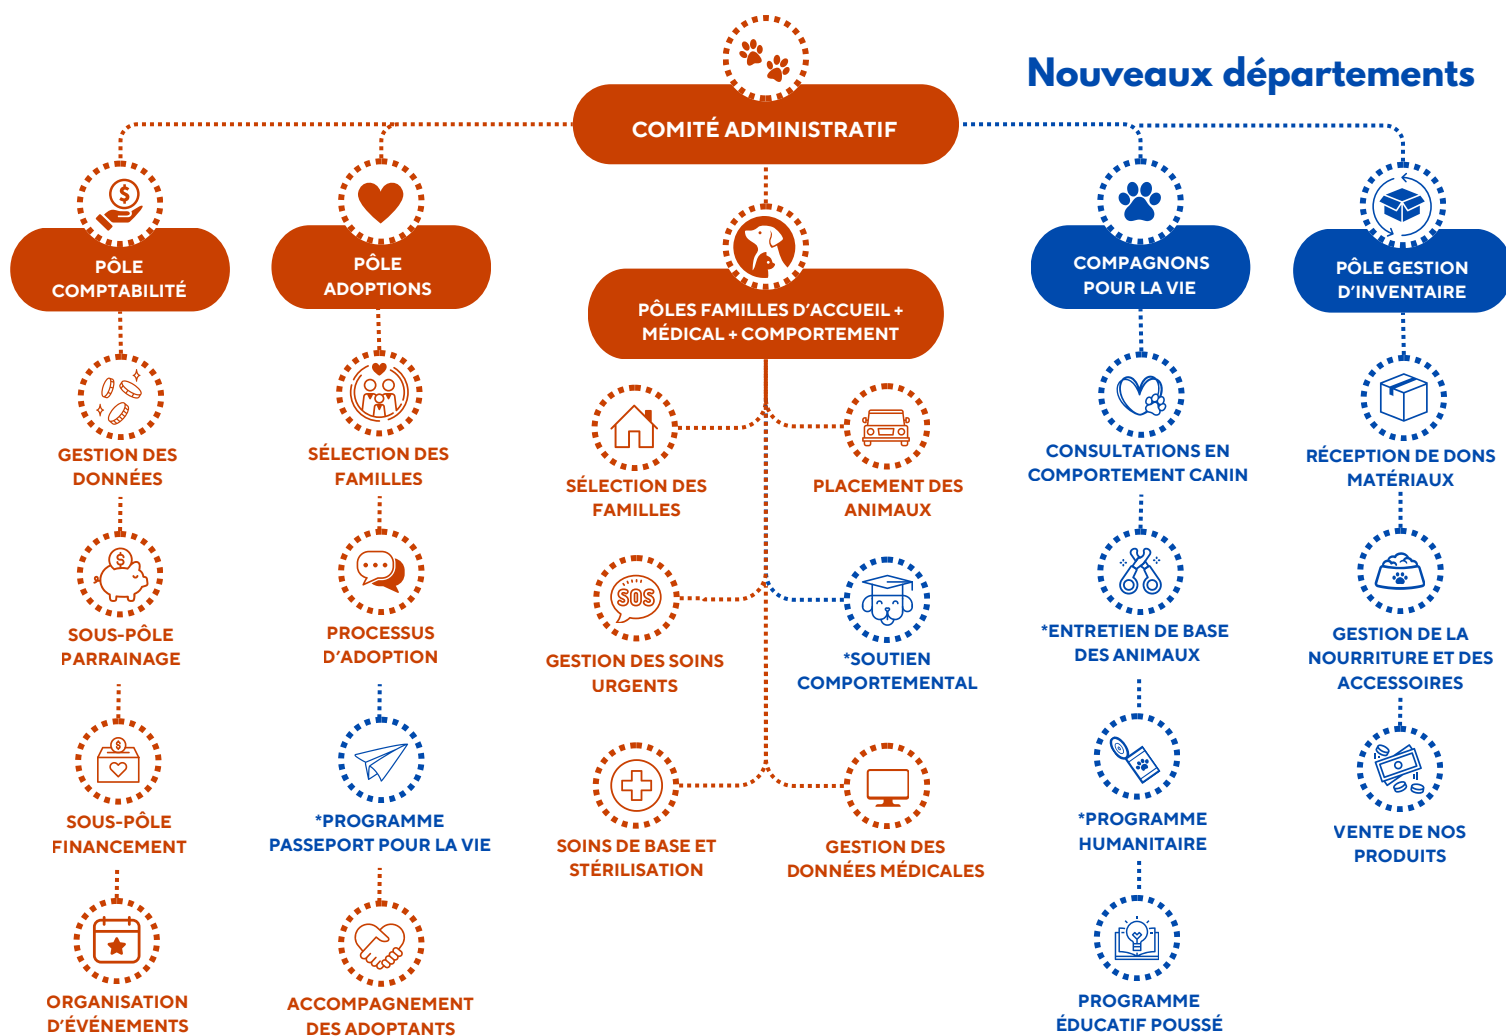 Nouveaux départements
COMITÉ ADMINISTRATIF
$
PÔLE
COMPTABILITÉ
GESTION DES
DONNÉES
$
SOUS-PÔLE
PARRAINAGE
$
SOUS-PÔLE
FINANCEMENT
ORGANISATION
D'ÉVÉNEMENTS
PÔLE
ADOPTIONS
SÉLECTION DES
FAMILLES
PROCESSUS
D'ADOPTION
*PROGRAMME
PASSEPORT POUR LA VIE
ACCOMPAGNEMENT
DES ADOPTANTS
PÔLES FAMILLES D'ACCUEIL +
MÉDICAL + COMPORTEMENT
SÉLECTION DES
FAMILLES
PLACEMENT DES
ANIMAUX
SOS
GESTION DES SOINS
URGENTS
*SOUTIEN
COMPORTEMENTAL
SOINS DE BASE ET
STÉRILISATION
GESTION DES
DONNÉES MÉDICALES
COMPAGNONS
POUR LA VIE
CONSULTATIONS EN
COMPORTEMENT CANIN
*ENTRETIEN DE BASE
DES ANIMAUX
*PROGRAMME
HUMANITAIRE
PROGRAMME
ÉDUCATIF POUSSÉ
PÔLE GESTION
D'INVENTAIRE
RÉCEPTION DE DONS
MATÉRIAUX
GESTION DE LA
NOURRITURE ET DES
ACCESSOIRES
VENTE DE NOS
PRODUITS